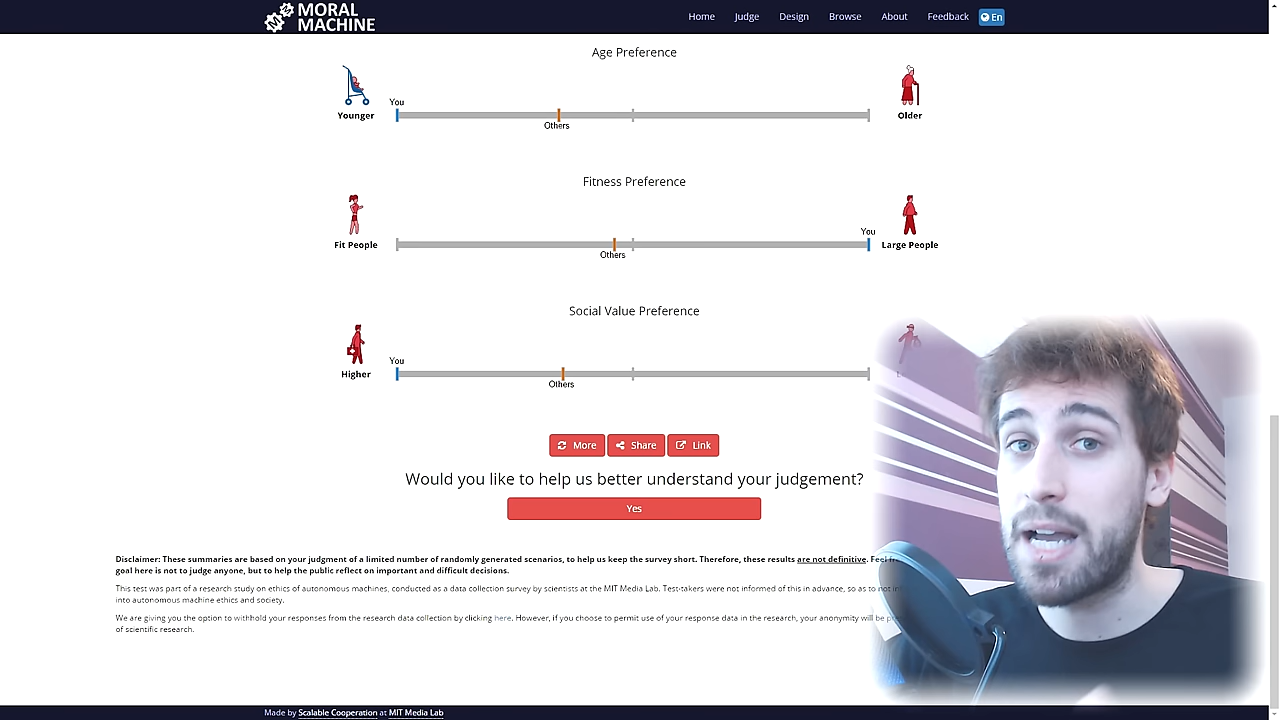 MORAL
MACHINE
Home Judge Design Browse About Feedback En
Age Preference
You
Younger
Others
Older
Fitness Preference
You
Fit People
Others
Large People
Social Value Preference
You
Higher
Others
More Share Link
Would you like to help us better understand your judgement?
Yes
Disclaimer: These summaries are based on your judgment of a limited number of randomly generated scenarios, to help us keep the survey short. Therefore, these results are not definitive. Feel
goal here is not to judge anyone, but to help the public reflect on important and difficult decisions.
This test was part of a research study on ethics of autonomous machines, conducted as a data collection survey by scientists at the MIT Media Lab. Test-takers were not informed of this in advance, so as to not
into autonomous machine ethics and society.
We are giving you the option to withhold your responses from the research data collection by clicking here. However, if you choose to permit use of your response data in the research, your anonymity will be
of scientific research.
Made by Scalable Cooperation at MIT Media Lab